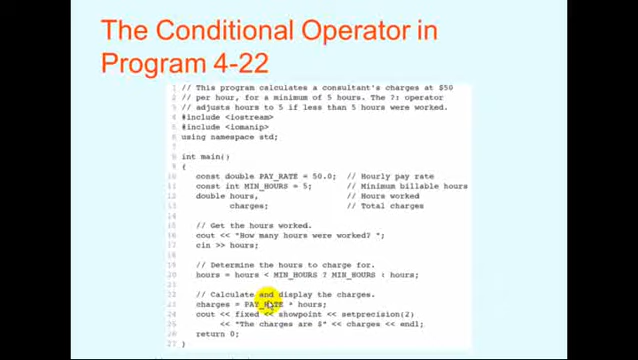 The Conditional Operator in
Program 4-22
1 // This program calculates a consultant's charges at $50
2 // per hour, for a minimum of 5 hours. The ?: operator
3 // adjusts hours to 5 if less than 5 hours were worked.
4 #include <iostream>
5 #include <iomanip>
6 using namespace std;
7
8 int main()
9 {
10 const double PAY_RATE = 50.0; // Hourly pay rate
11 const int MIN_HOURS = 5; // Minimum billable hours
12 double hours, // Hours worked
13 charges; // Total charges
14
15 // Get the hours worked.
16 cout << "How many hours were worked? ";
17 cin >> hours;
18
19 // Determine the hours to charge for.
20 hours = hours < MIN_HOURS ? MIN_HOURS : hours;
21
22 // Calculate and display the charges.
23 charges = PAY_RATE * hours;
24 cout << fixed << showpoint << setprecision(2)
25 << "The charges are $" << charges << endl;
26 return 0;
27 }